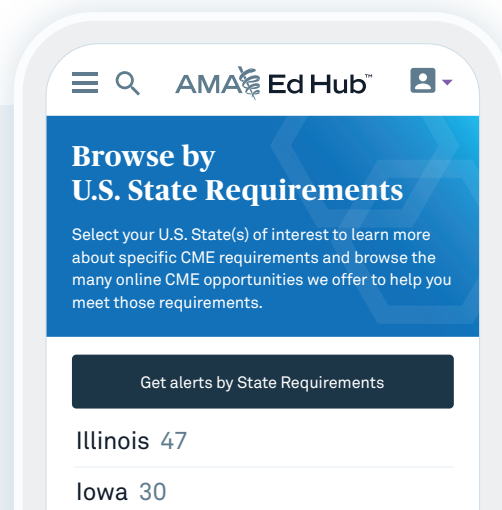 AMA Ed Hub™
Browse by
U.S. State Requirements
Select your U.S. State(s) of interest to learn more
about specific CME requirements and browse the
many online CME opportunities we offer to help you
meet those requirements.
Get alerts by State Requirements
Illinois 47
Iowa 30